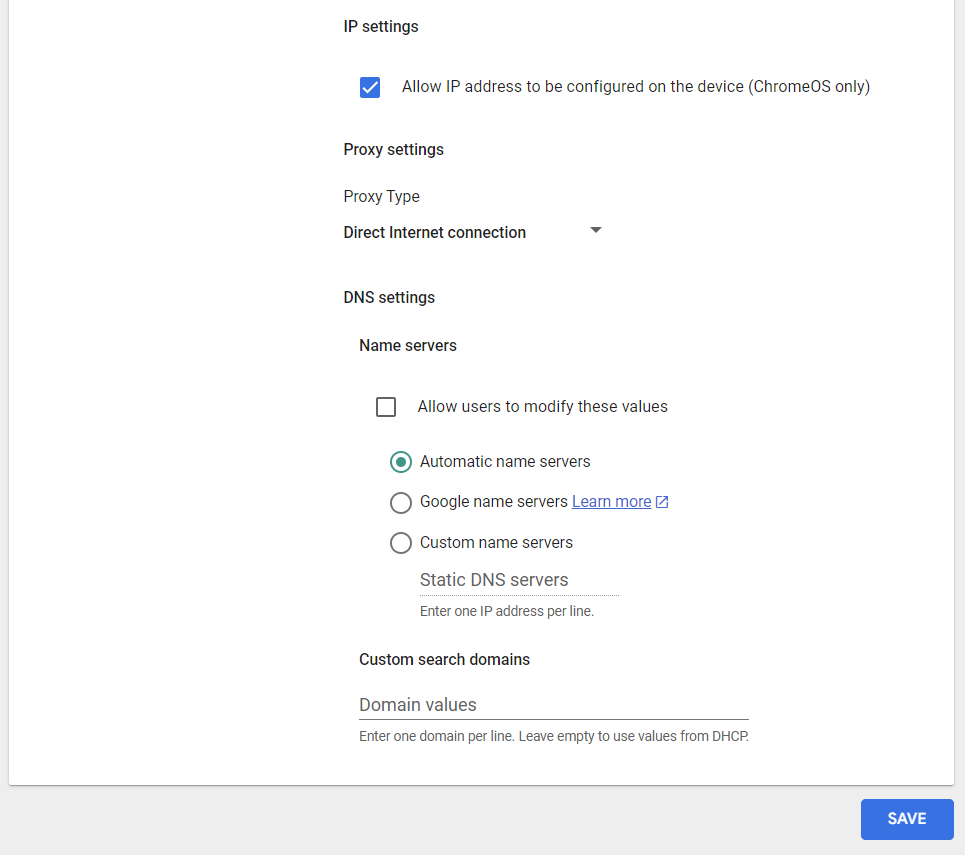 IP settings
Allow IP address to be configured on the device (ChromeOS only)
Proxy settings
Proxy Type
Direct Internet connection
DNS settings
Name servers
Allow users to modify these values
Automatic name servers
Google name servers Learn more
Custom name servers
Static DNS servers
Enter one IP address per line.
Custom search domains
Domain values
Enter one domain per line. Leave empty to use values from DHCP.
SAVE